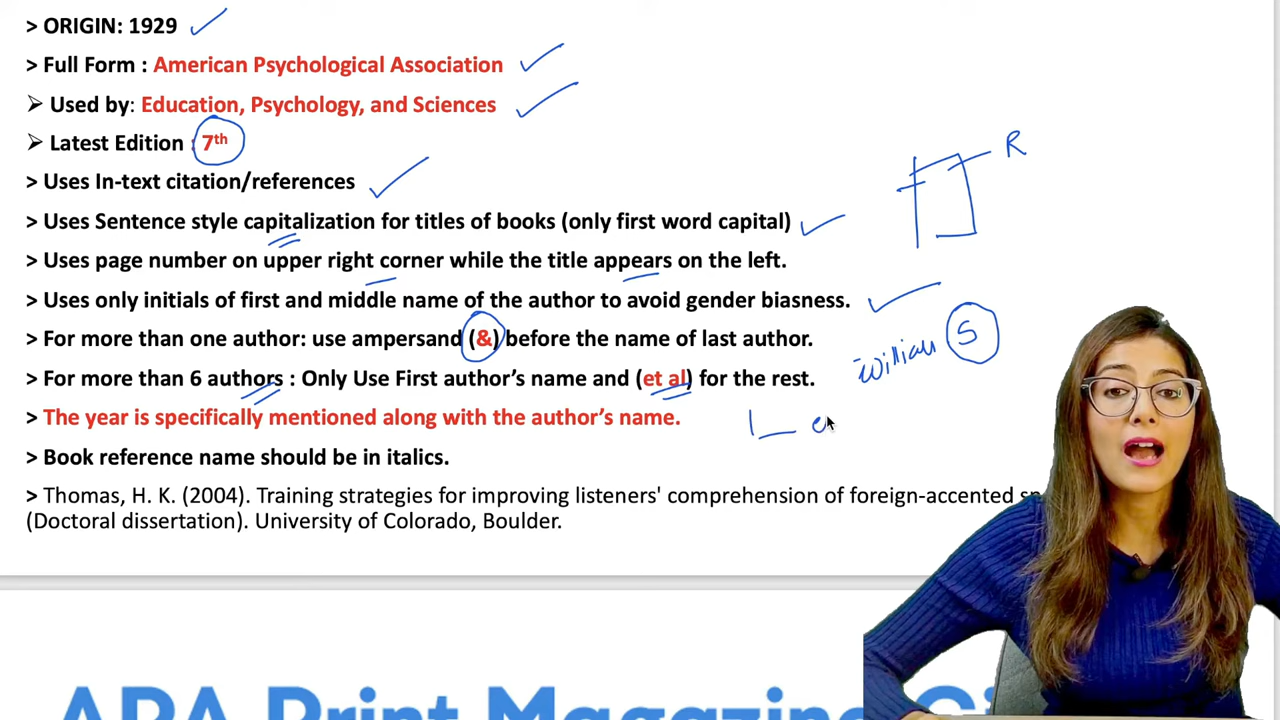 > ORIGIN: 1929
> Full Form : American Psychological Association
➢ Used by: Education, Psychology, and Sciences
➢ Latest Edition : 7th
> Uses In-text citation/references
R
> Uses Sentence style capitalization for titles of books (only first word capital)
> Uses page number on upper right corner while the title appears on the left.
> Uses only initials of first and middle name of the author to avoid gender biasness.
> For more than one author: use ampersand (&) before the name of last author.
William S
> For more than 6 authors : Only Use First author's name and (et al) for the rest.
> The year is specifically mentioned along with the author's name.
> Book reference name should be in italics.
> Thomas, H. K. (2004). Training strategies for improving listeners' comprehension of foreign-accented
(Doctoral dissertation). University of Colorado, Boulder.
APA Print Magazine